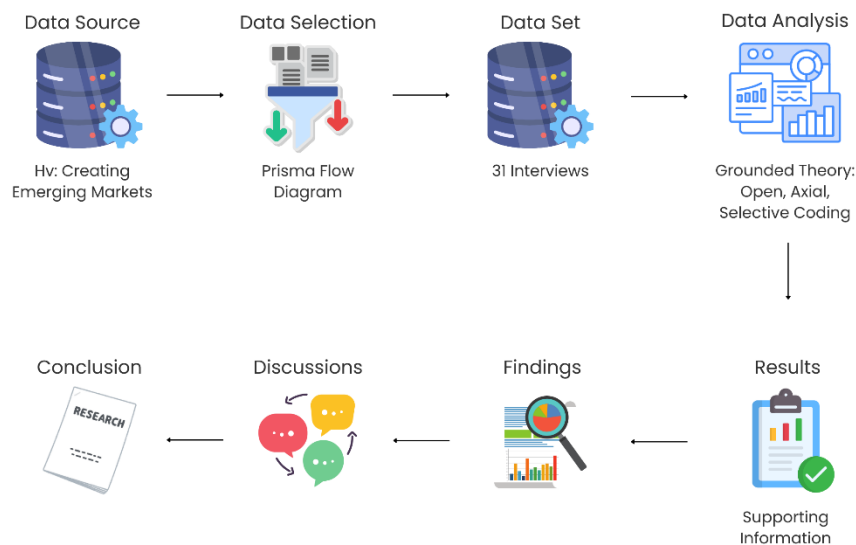 Data Source
Data Selection
Data Set
Data Analysis
Hv: Creating
Emerging Markets
Prisma Flow
Diagram
31 Interviews
Grounded Theory:
Open, Axial,
Selective Coding
Conclusion
Discussions
Findings
Results
RESEARCH
Supporting
Information